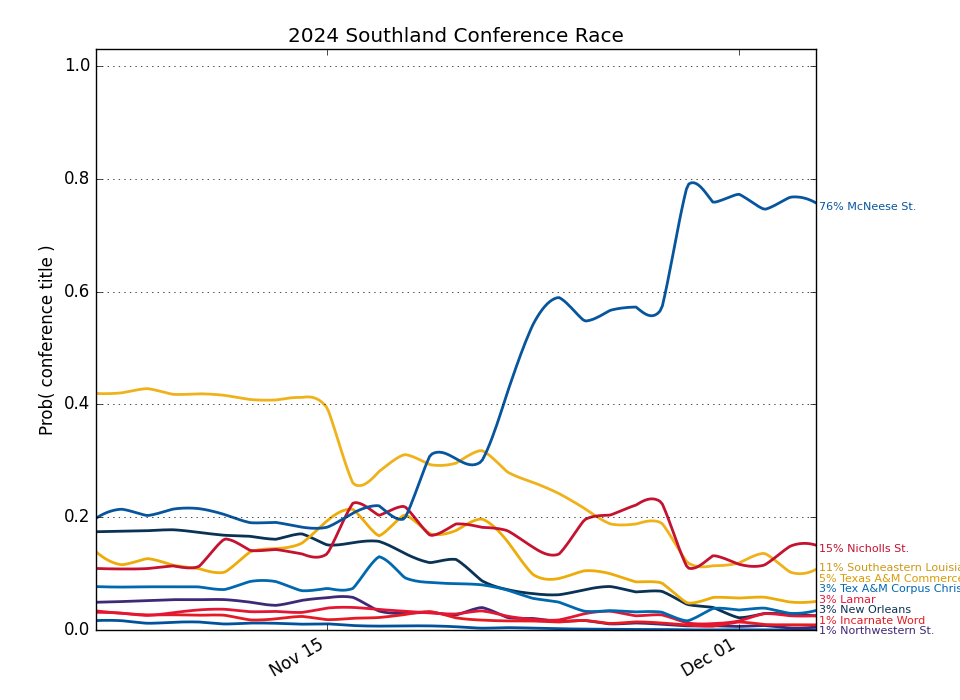 2024 Southland Conference Race
Prob( conference title )
1.0
0.8
0.6
0.4
0.2
0.0
Nov 15
Dec 01
76% McNeese St.
15% Nicholls St.
11% Southeastern Louisia
5% Texas A&M Commerce
3% Tex A&M Corpus Chris
3% Lamar
3% New Orleans
1% Incarnate Word
1% Northwestern St.